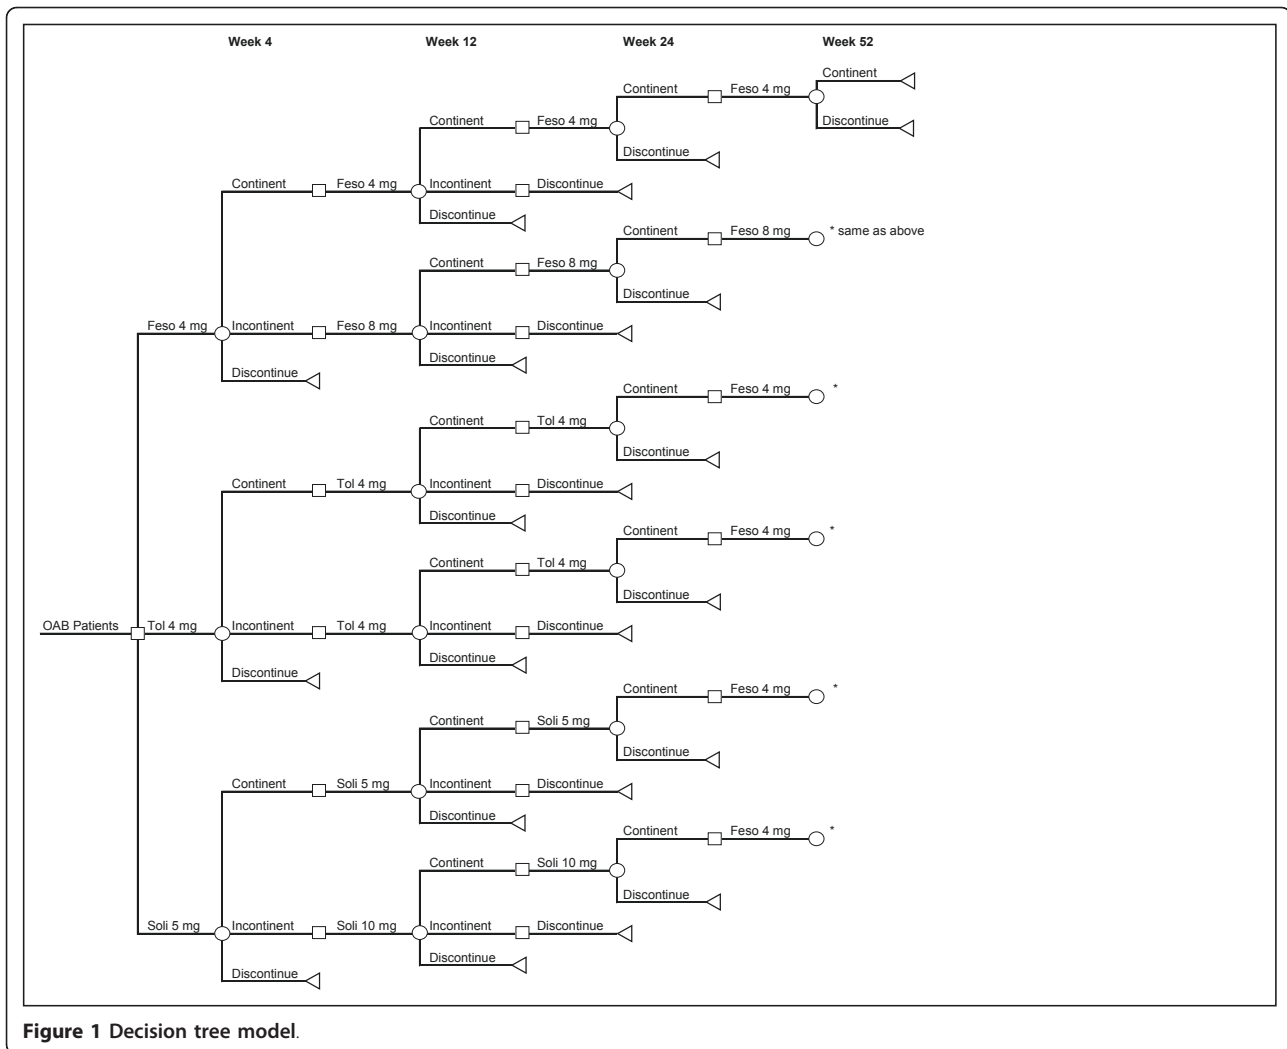 Week 4 Week 12 Week 24 Week 52
Continent
Continent Feso 4 mg
Discontinue
Continent Feso 4 mg
Discontinue
Continent Feso 4 mg Incontinent Discontinue
Discontinue
Continent Feso 8 mg * same as above
Continent Feso 8 mg
Discontinue
Feso 4 mg Incontinent Feso 8 mg Incontinent Discontinue
Discontinue
Discontinue
Continent Feso 4 mg *
Continent Tol 4 mg
Discontinue
Continent Tol 4 mg Incontinent Discontinue
Discontinue
Continent Feso 4 mg *
Continent Tol 4 mg
Discontinue
OAB Patients Tol 4 mg Incontinent Tol 4 mg Incontinent Discontinue
Discontinue
Discontinue
Continent Feso 4 mg *
Continent Soli 5 mg
Discontinue
Continent Soli 5 mg Incontinent Discontinue
Discontinue
Continent Feso 4 mg *
Continent Soli 10 mg
Discontinue
Soli 5 mg Incontinent Soli 10 mg Incontinent Discontinue
Discontinue
Discontinue
Figure 1 Decision tree model.